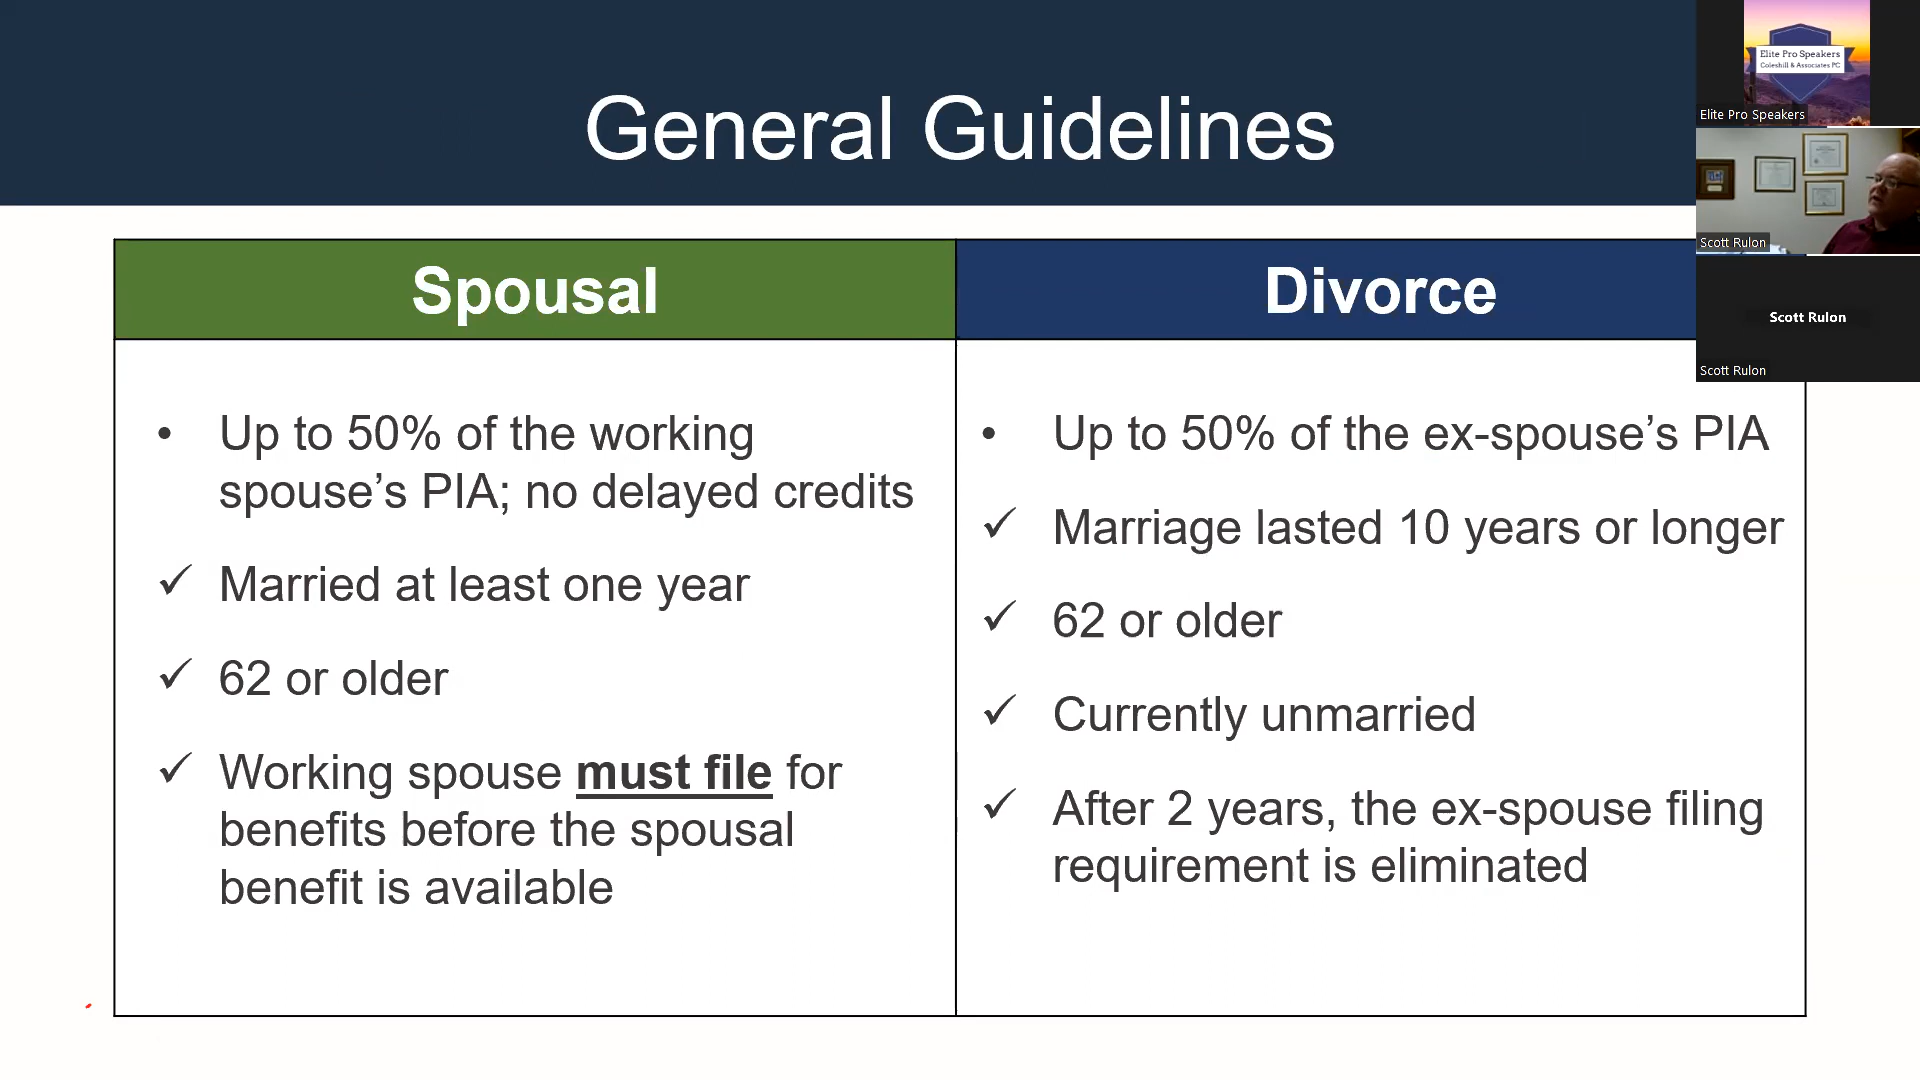 General Guidelines
Elite Pro Speakers
Coleshill & Associates PC
Elite Pro Speakers
Scott Rulon
Scott Rulon
Scott Rulon
Spousal
• Up to 50% of the working
spouse’s PIA; no delayed credits
✓ Married at least one year
✓ 62 or older
✓ Working spouse must file for
benefits before the spousal
benefit is available
Divorce
• Up to 50% of the ex-spouse’s PIA
✓ Marriage lasted 10 years or longer
✓ 62 or older
✓ Currently unmarried
✓ After 2 years, the ex-spouse filing
requirement is eliminated